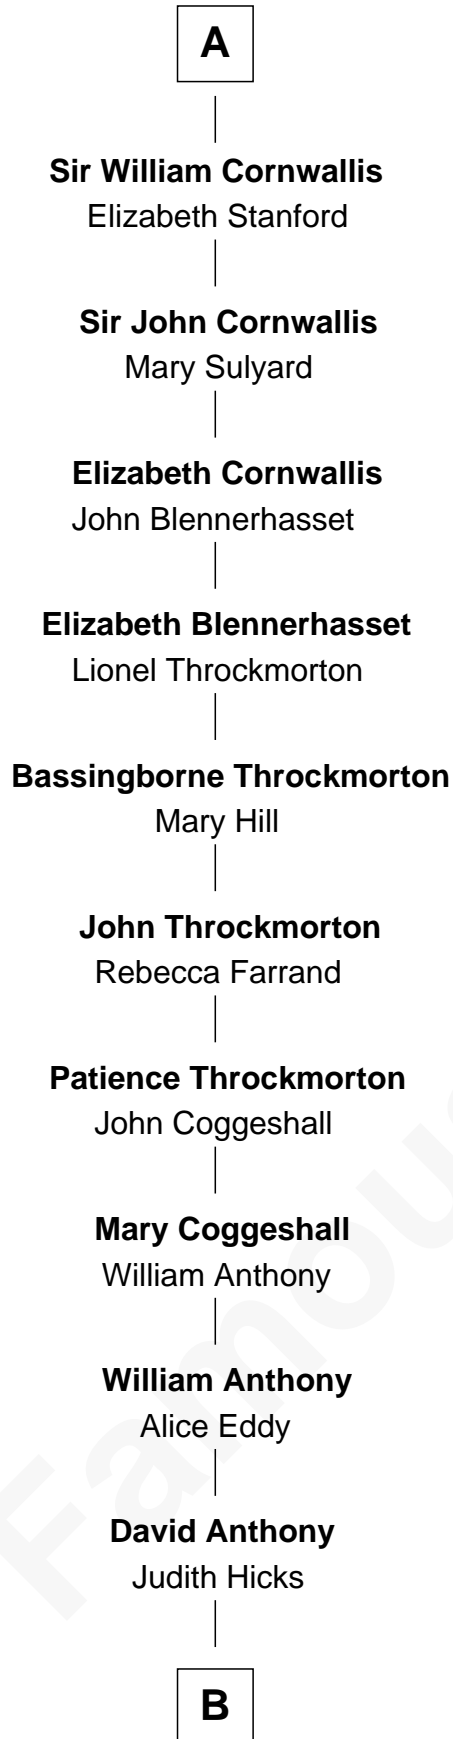 A
Sir William Cornwallis
Elizabeth Stanford
Sir John Cornwallis
Mary Sulyard
Elizabeth Cornwallis
John Blennerhasset
Elizabeth Blennerhasset
Lionel Throckmorton
Bassingborne Throckmorton
Mary Hill
John Throckmorton
Rebecca Farrand
Patience Throckmorton
John Coggeshall
Mary Coggeshall
William Anthony
William Anthony
Alice Eddy
David Anthony
Judith Hicks
B
Famou